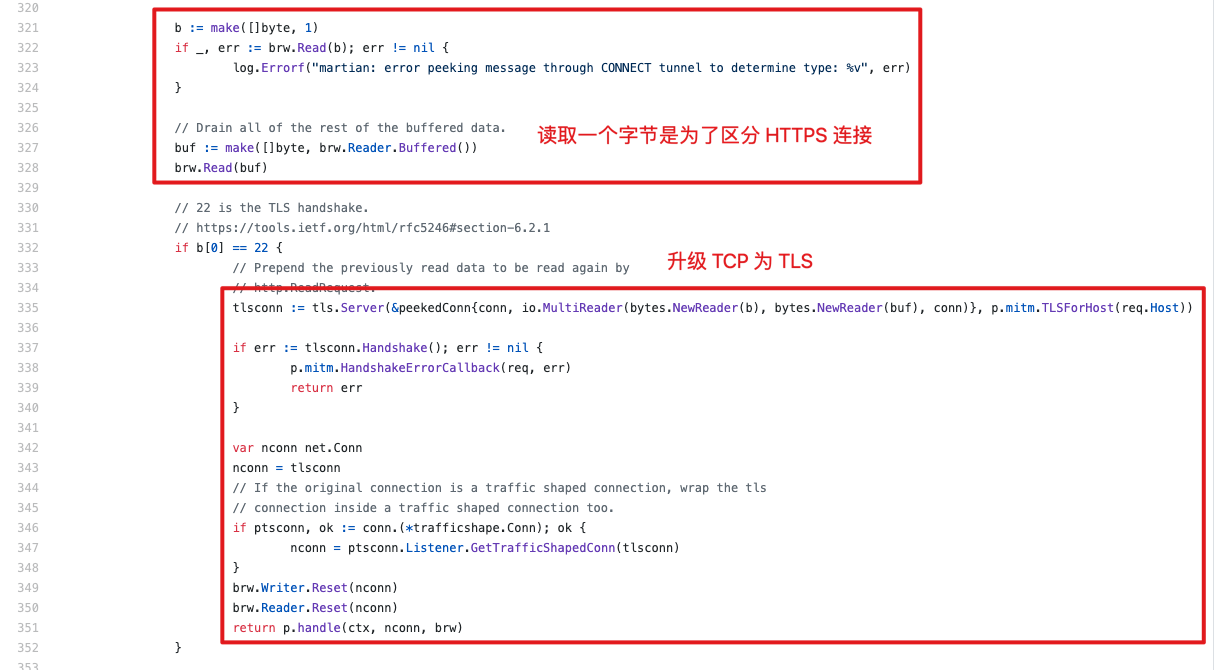 320
321 b := make([]byte, 1)
322 if _, err := brw.Read(b); err != nil {
323 log.Errorf("martian: error peeking message through CONNECT tunnel to determine type: %v", err)
324 }
325
326 // Drain all of the rest of the buffered data.
读取一个字节是为了区分 HTTPS 连接
327 buf := make([]byte, brw.Reader.Buffered())
328 brw.Read(buf)
329
330 // 22 is the TLS handshake.
331 // https://tools.ietf.org/html/rfc5246#section-6.2.1
332 if b[0] == 22 {
升级 TCP 为 TLS
333 // Prepend the previously read data to be read again by
334 // http.ReadRequest.
335 tlsconn := tls.Server(&peekedConn{conn, io.MultiReader(bytes.NewReader(b), bytes.NewReader(buf), conn)}, p.mitm.TLSForHost(req.Host))
336
337 if err := tlsconn.Handshake(); err != nil {
338 p.mitm.HandshakeErrorCallback(req, err)
339 return err
340 }
341
342 var nconn net.Conn
343 nconn = tlsconn
344 // If the original connection is a traffic shaped connection, wrap the tls
345 // connection inside a traffic shaped connection too.
346 if ptsconn, ok := conn.(*trafficshape.Conn); ok {
347 nconn = ptsconn.Listener.GetTrafficShapedConn(tlsconn)
348 }
349 brw.Writer.Reset(nconn)
350 brw.Reader.Reset(nconn)
351 return p.handle(ctx, nconn, brw)
352 }
353